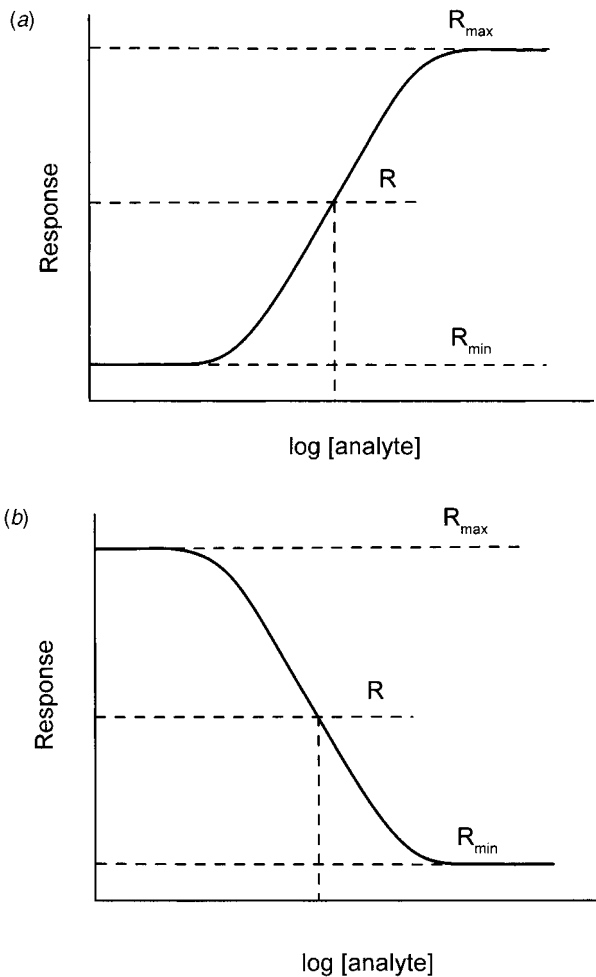 (a)
Rmax
R
Response
Rmin
log [analyte]
(b)
Rmax
R
Response
Rmin
log [analyte]